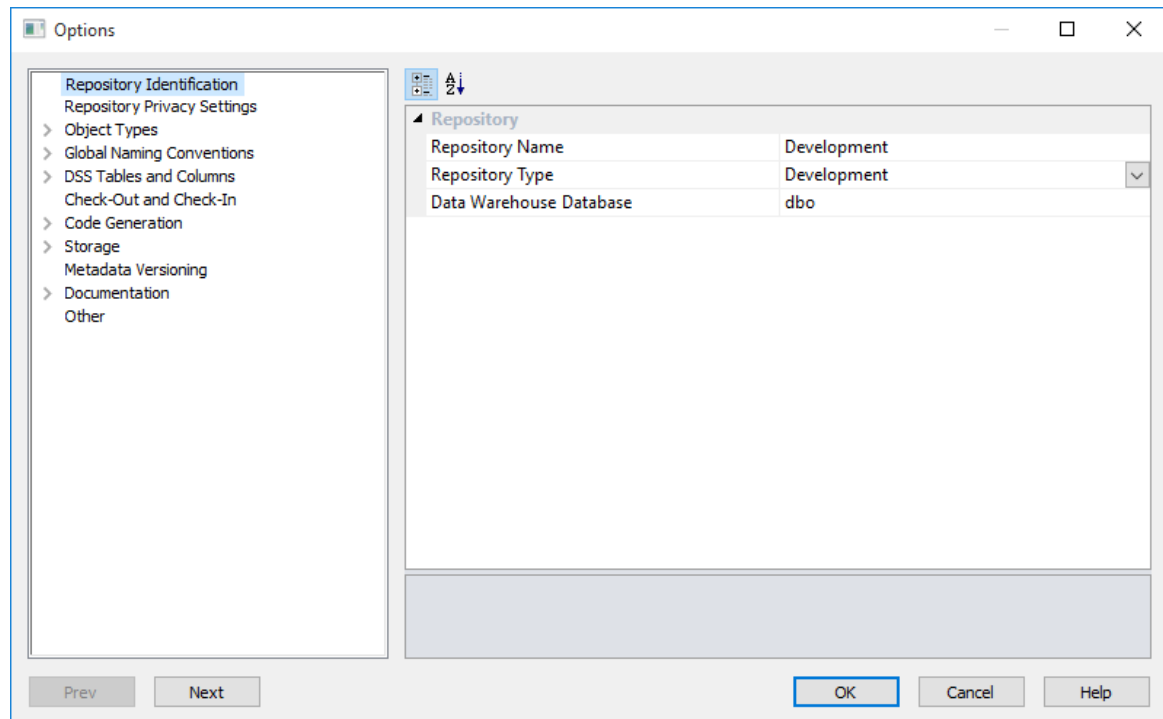 Options
Repository Identification
Repository Privacy Settings
Object Types
Global Naming Conventions
DSS Tables and Columns
Check-Out and Check-In
Code Generation
Storage
Metadata Versioning
Documentation
Other
A
Z
Repository
Repository Name Development
Repository Type Development
Data Warehouse Database dbo
Prev Next OK Cancel Help